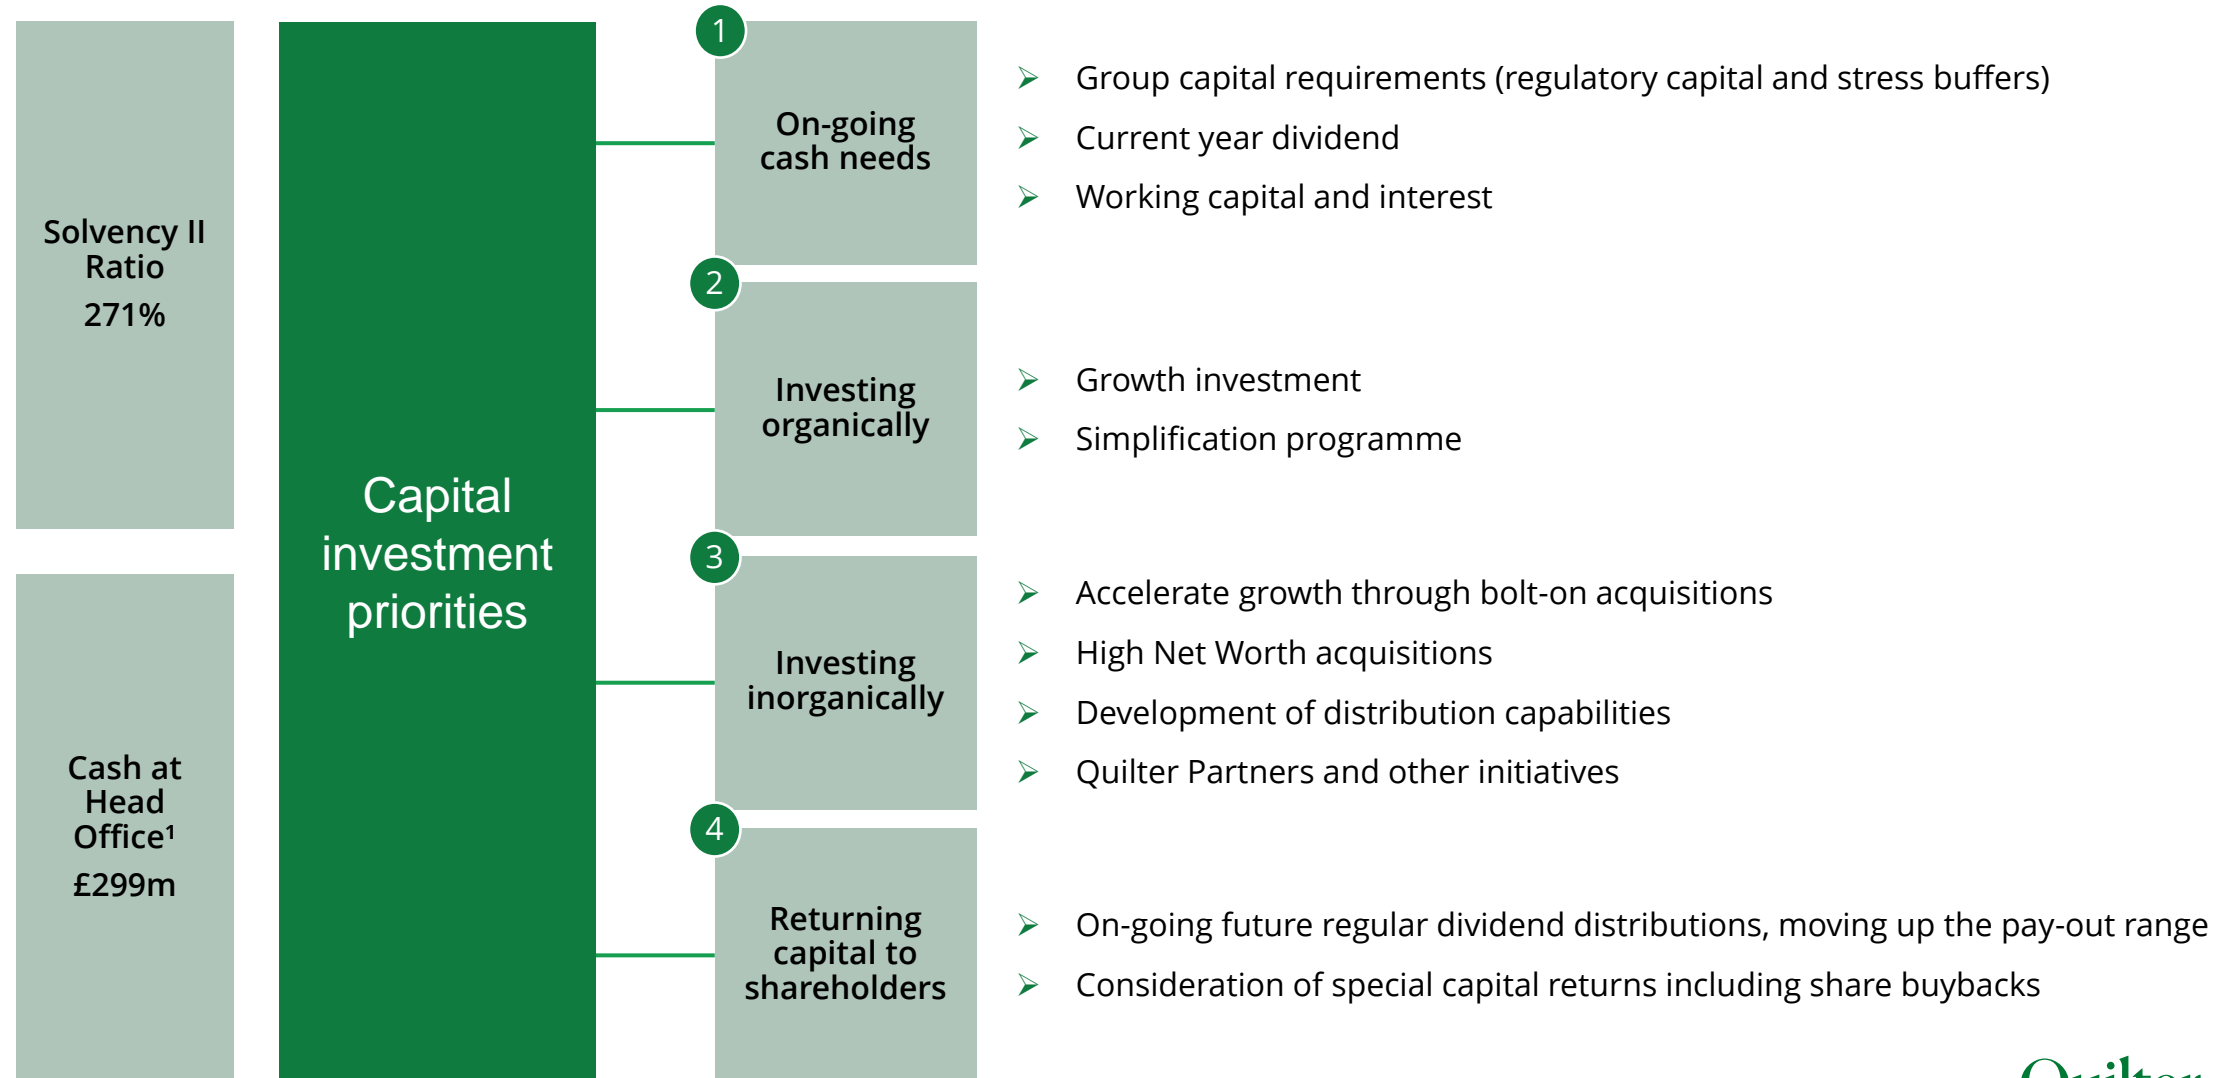 Solvency II
Ratio
271%
Cash at
Head
Office¹
£299m
Capital
investment
priorities
1
On-going
cash needs
➢ Group capital requirements (regulatory capital and stress buffers)
➢ Current year dividend
➢ Working capital and interest
2
Investing
organically
➢ Growth investment
➢ Simplification programme
3
Investing
inorganically
➢ Accelerate growth through bolt-on acquisitions
➢ High Net Worth acquisitions
➢ Development of distribution capabilities
➢ Quilter Partners and other initiatives
4
Returning
capital to
shareholders
➢ On-going future regular dividend distributions, moving up the pay-out range
➢ Consideration of special capital returns including share buybacks
Quilter